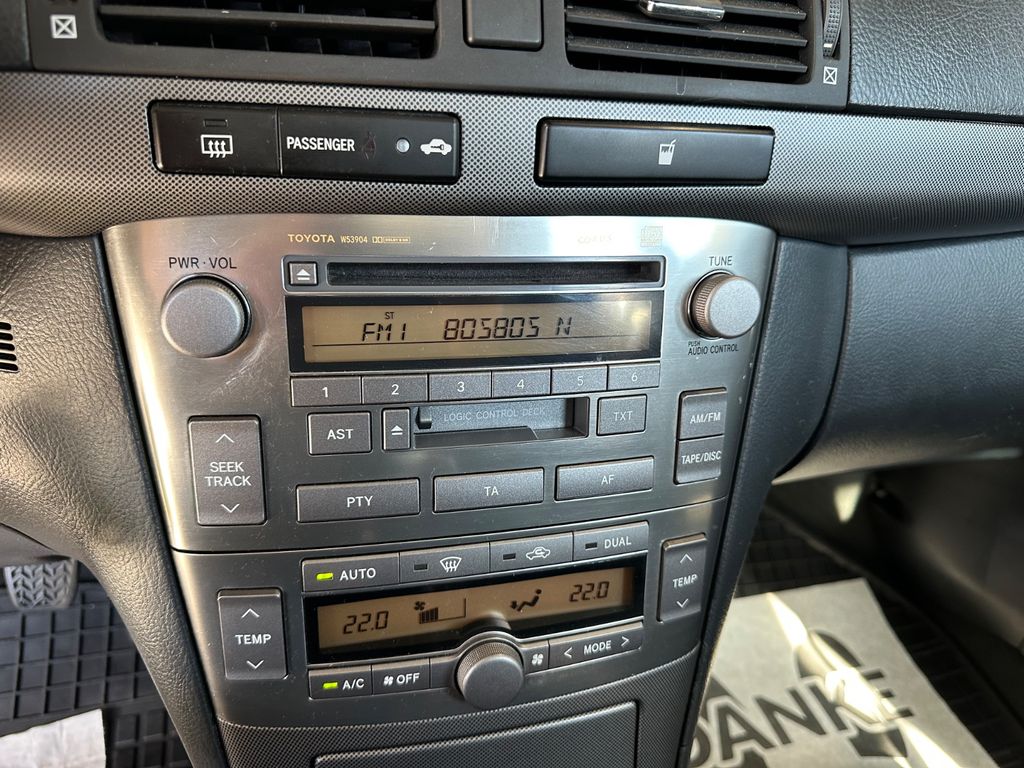 PASSENGER
TOYOTA W53904 DOLBY B NR
PWR·VOL
TUNE
ST
FM1 805805 N
PUSH
AUDIO CONTROL
1 2 3 4 5 6
LOGIC CONTROL DECK
AST
TXT
AM/FM
SEEK
TRACK
TAPE/DISC
PTY TA AF
AUTO
DUAL
TEMP
22.0
22.0
TEMP
A/C
OFF
< MODE >
DANKE